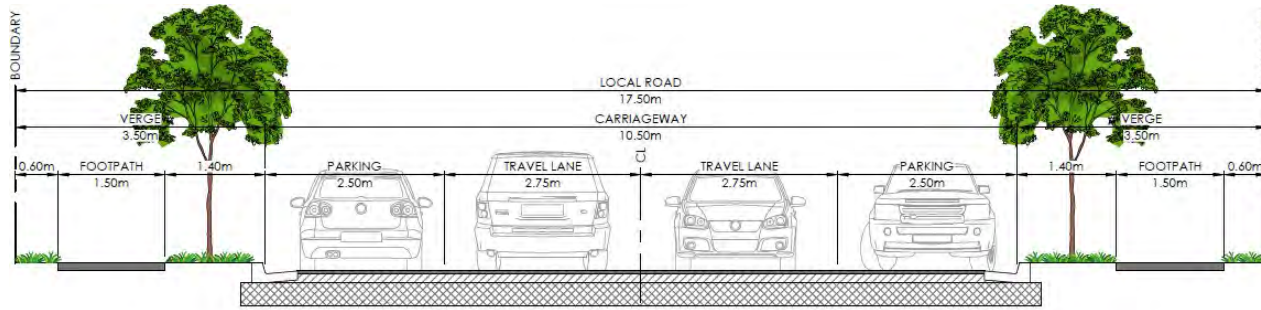 BOUNDARY
LOCAL ROAD
17.50m
VERGE CARRIAGEWAY VERGE
3.50m 10.50m 3.50m
CL
0.60m FOOTPATH 1.40m PARKING TRAVEL LANE TRAVEL LANE PARKING 1.40m FOOTPATH 0.60m
1.50m 2.50m 2.75m 2.75m 2.50m 1.50m